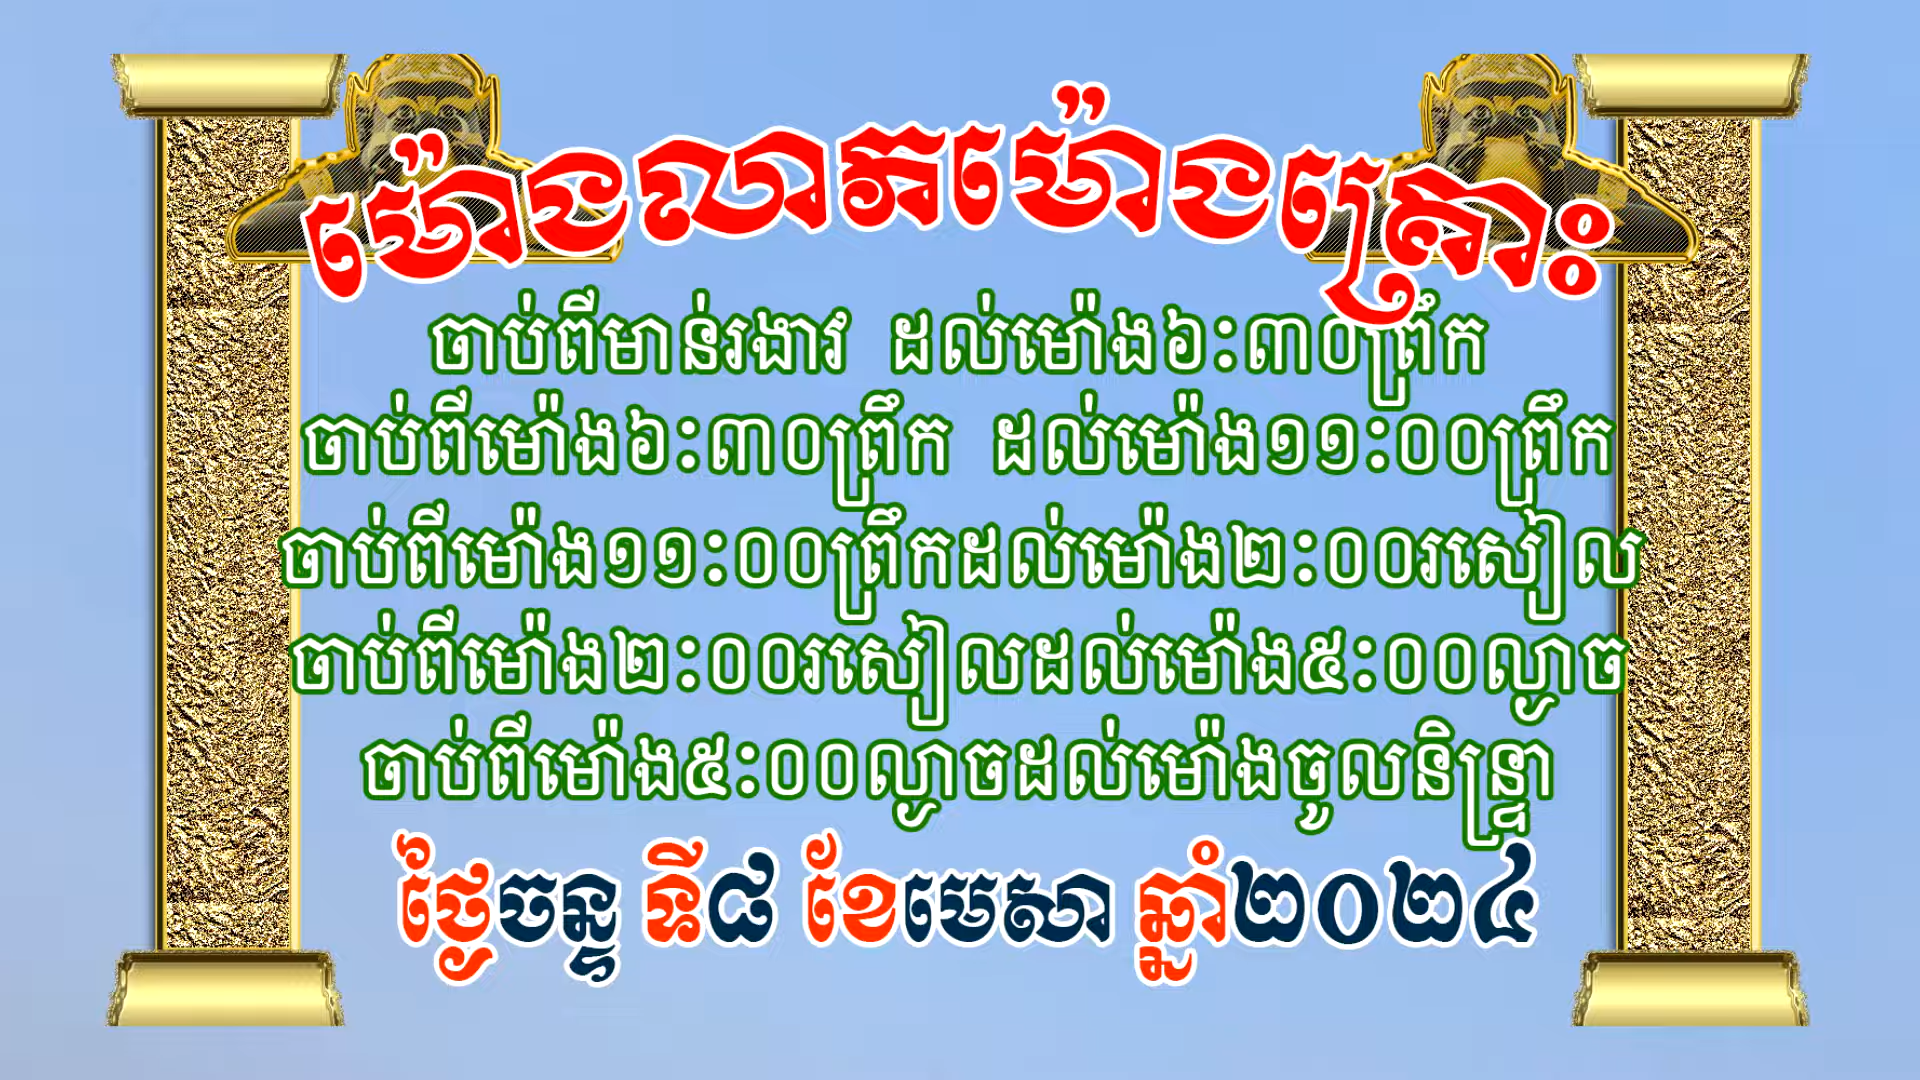 ម៉ោងលាភម៉ោងគ្រោះ
ចាប់ពីមាន់រងាវ ដល់ម៉ោង៦:៣០ព្រឹក
ចាប់ពីម៉ោង៦:៣០ព្រឹក ដល់ម៉ោង១១:០០ព្រឹក
ចាប់ពីម៉ោង១១:០០ព្រឹកដល់ម៉ោង២:០០រសៀល
ចាប់ពីម៉ោង២:០០រសៀលដល់ម៉ោង៥:០០ល្ងាច
ចាប់ពីម៉ោង៥:០០ល្ងាចដល់ម៉ោងចូលនិន្ទ្រា
ថ្ងៃចន្ទ ទី៨ ខែមេសា ឆ្នាំ២០២៤